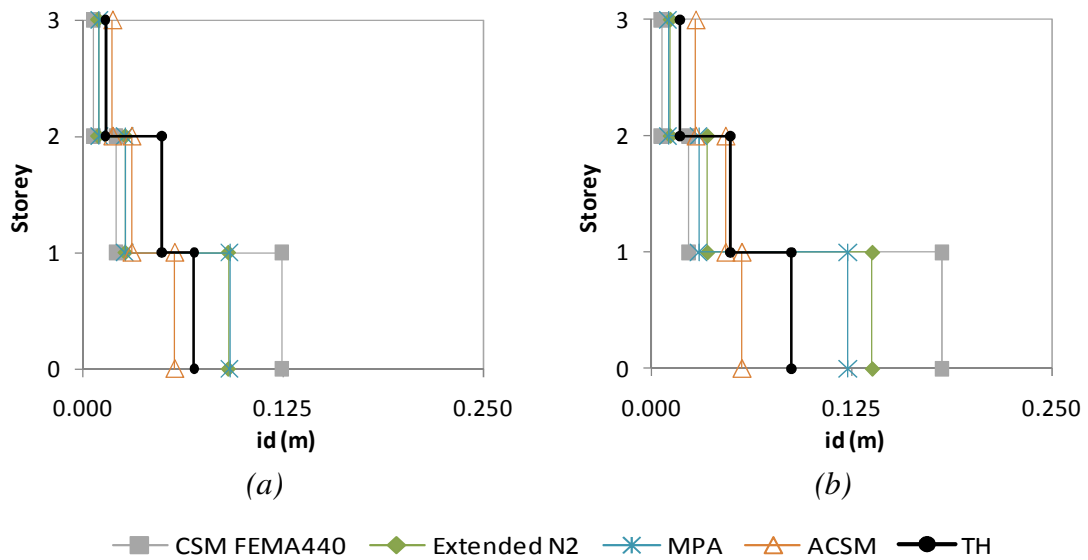 3
2
1
0
Storey
0.000 0.125 0.250
id (m)
(a)
3
2
1
0
Storey
0.000 0.125 0.250
id (m)
(b)
CSM FEMA440 Extended N2 MPA ACSM TH